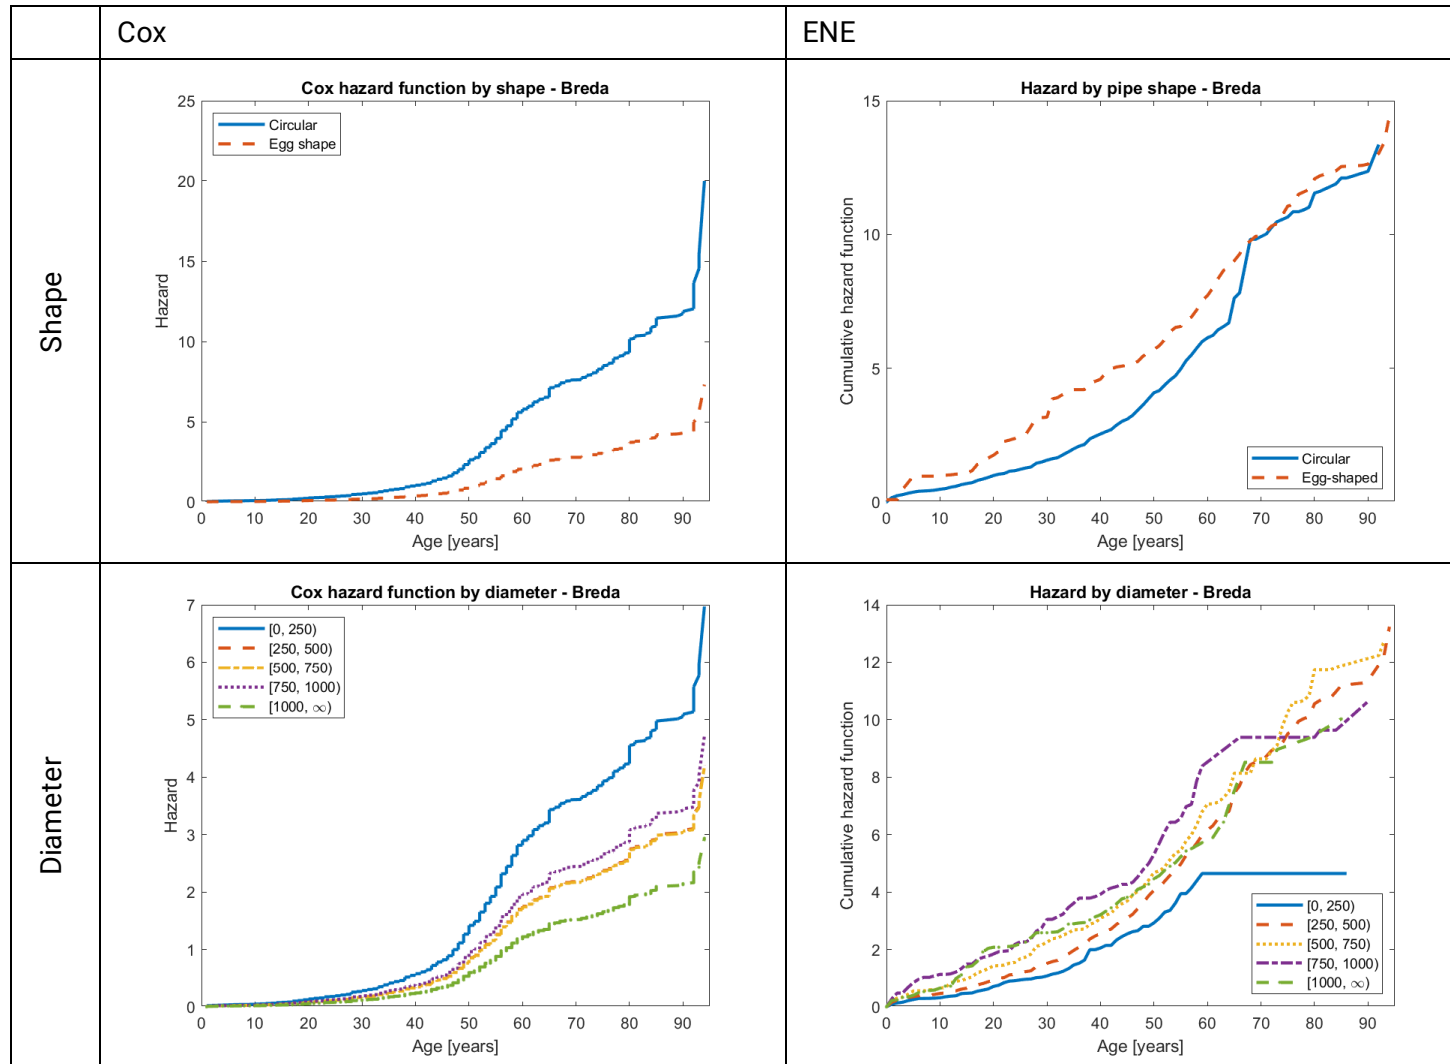 Cox
ENE
Shape
Cox hazard function by shape - Breda
25
20
15
10
5
0
Hazard
Circular
Egg shape
0 10 20 30 40 50 60 70 80 90
Age [years]
Hazard by pipe shape - Breda
15
10
5
0
Cumulative hazard function
Circular
Egg-shaped
0 10 20 30 40 50 60 70 80 90
Age [years]
Diameter
Cox hazard function by diameter - Breda
7
6
5
4
3
2
1
0
Hazard
[0, 250)
[250, 500)
[500, 750)
[750, 1000)
[1000, ∞)
0 10 20 30 40 50 60 70 80 90
Age [years]
Hazard by diameter - Breda
14
12
10
8
6
4
2
0
Cumulative hazard function
[0, 250)
[250, 500)
[500, 750)
[750, 1000)
[1000, ∞)
0 10 20 30 40 50 60 70 80 90
Age [years]